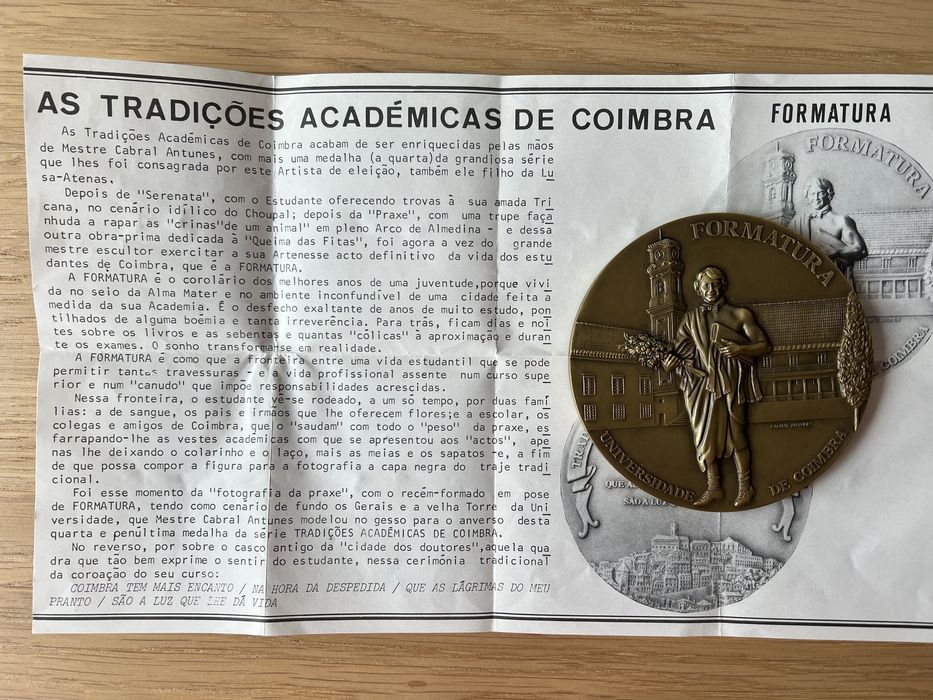 AS TRADIÇÕES ACADÉMICAS DE COIMBRA
As Tradições Académicas de Coimbra acabam de ser enriquecidas pelas mãos
de Mestre Cabral Antunes, com mais uma medalha (a quarta)da grandiosa série
que lhes foi consagrada por este Artista de eleição, também ele filho da Lu
sa-Atenas.
Depois de "Serenata", com o Estudante oferecendo trovas à sua amada Tri
cana, no cenário idílico do Choupal; depois da "Praxe", com uma trupe faça
nhuda a rapar as "crinas"de um animal" em pleno Arco de Almedina - e dessa
outra obra-prima dedicada à "Queima das Fitas", foi agora a vez do grande
mestre escultor exercitar a sua Artenesse acto definitivo da vida dos estu
dantes de Coimbra, que é a FORMATURA.
A FORMATURA é o corolário dos melhores anos de uma juventude,porque vivi
da no seio da Alma Mater e no ambiente inconfundível de uma cidade feita à
medida da sua Academia. É o desfecho exaltante de anos de muito estudo, pon
tilhados de alguma boémia e tanta irreverência. Para trás, ficam dias e noi
tes sobre os livros e as sebentas e quantas "cólicas" à aproximação e duran
te os exames. O sonho transforma-se em realidade.
A FORMATURA é como que a fronteira entre uma vida estudantil que se pode
permitir tantas travessuras e a vida profissional assente num curso supe
rior e num "canudo" que impõe responsabilidades acrescidas.
Nessa fronteira, o estudante vê-se rodeado, a um só tempo, por duas famí
lias: a de sangue, os pais e irmãos que lhe oferecem flores;e a escolar, os
colegas e amigos de Coimbra, que o "saudam" com todo o "peso" da praxe, es
farrapando-lhe as vestes académicas com que se apresentou aos "actos", ape
nas lhe deixando o colarinho e o laço, mais as meias e os sapatos -e, a fim
de que possa compor a figura para a fotografia a capa negra do traje tradi
cional.
Foi esse momento da "fotografia da praxe", com o recém-formado em pose
de FORMATURA, tendo como cenário de fundo os Gerais e a velha Torre da Uni
versidade, que Mestre Cabral Antunes modelou no gesso para o anverso desta
quarta e penúltima medalha da série TRADIÇÕES ACADÉMICAS DE COIMBRA.
No reverso, por sobre o casco antigo da "cidade dos doutores",aquela qua
dra que tão bem exprime o sentir do estudante, nessa cerimónia tradicional
da coroação do seu curso:
COIMBRA TEM MAIS ENCANTO / NA HORA DA DESPEDIDA / QUE AS LÁGRIMAS DO MEU
PRANTO / SÃO A LUZ QUE LHE DÁ VIDA
FORMATURA
FORMATURA
COIMBRA
FORMATURA
CABRAL ANTUNES
UNIVERSIDADE DE COIMBRA
TRAD
QUE A
SÃO A LUZ